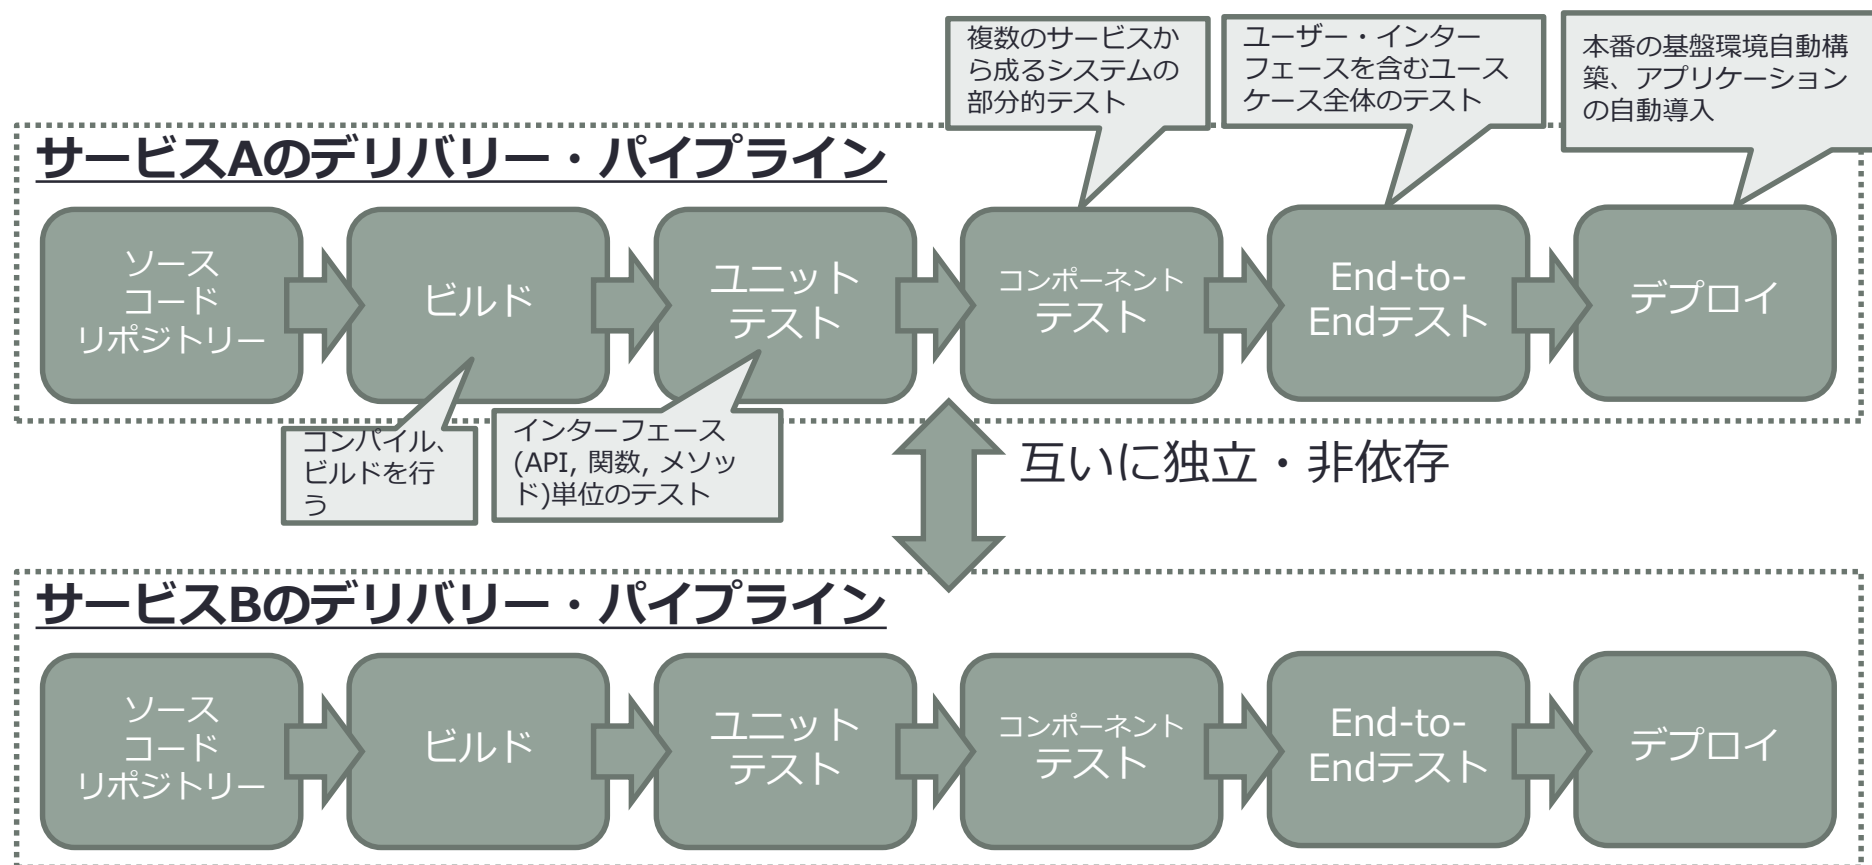 複数のサービスか
ら成るシステムの
部分的テスト
ユーザー・インター
フェースを含むユース
ケース全体のテスト
本番の基盤環境自動構
築、アプリケーション
の自動導入
サービスAのデリバリー・パイプライン
ソース
コード
リポジトリー
ビルド
ユニット
テスト
コンポーネント
テスト
End-to-
Endテスト
デプロイ
コンパイル、
ビルドを行
う
インターフェース
(API, 関数, メソッ
ド)単位のテスト
互いに独立・非依存
サービスBのデリバリー・パイプライン
ソース
コード
リポジトリー
ビルド
ユニット
テスト
コンポーネント
テスト
End-to-
Endテスト
デプロイ